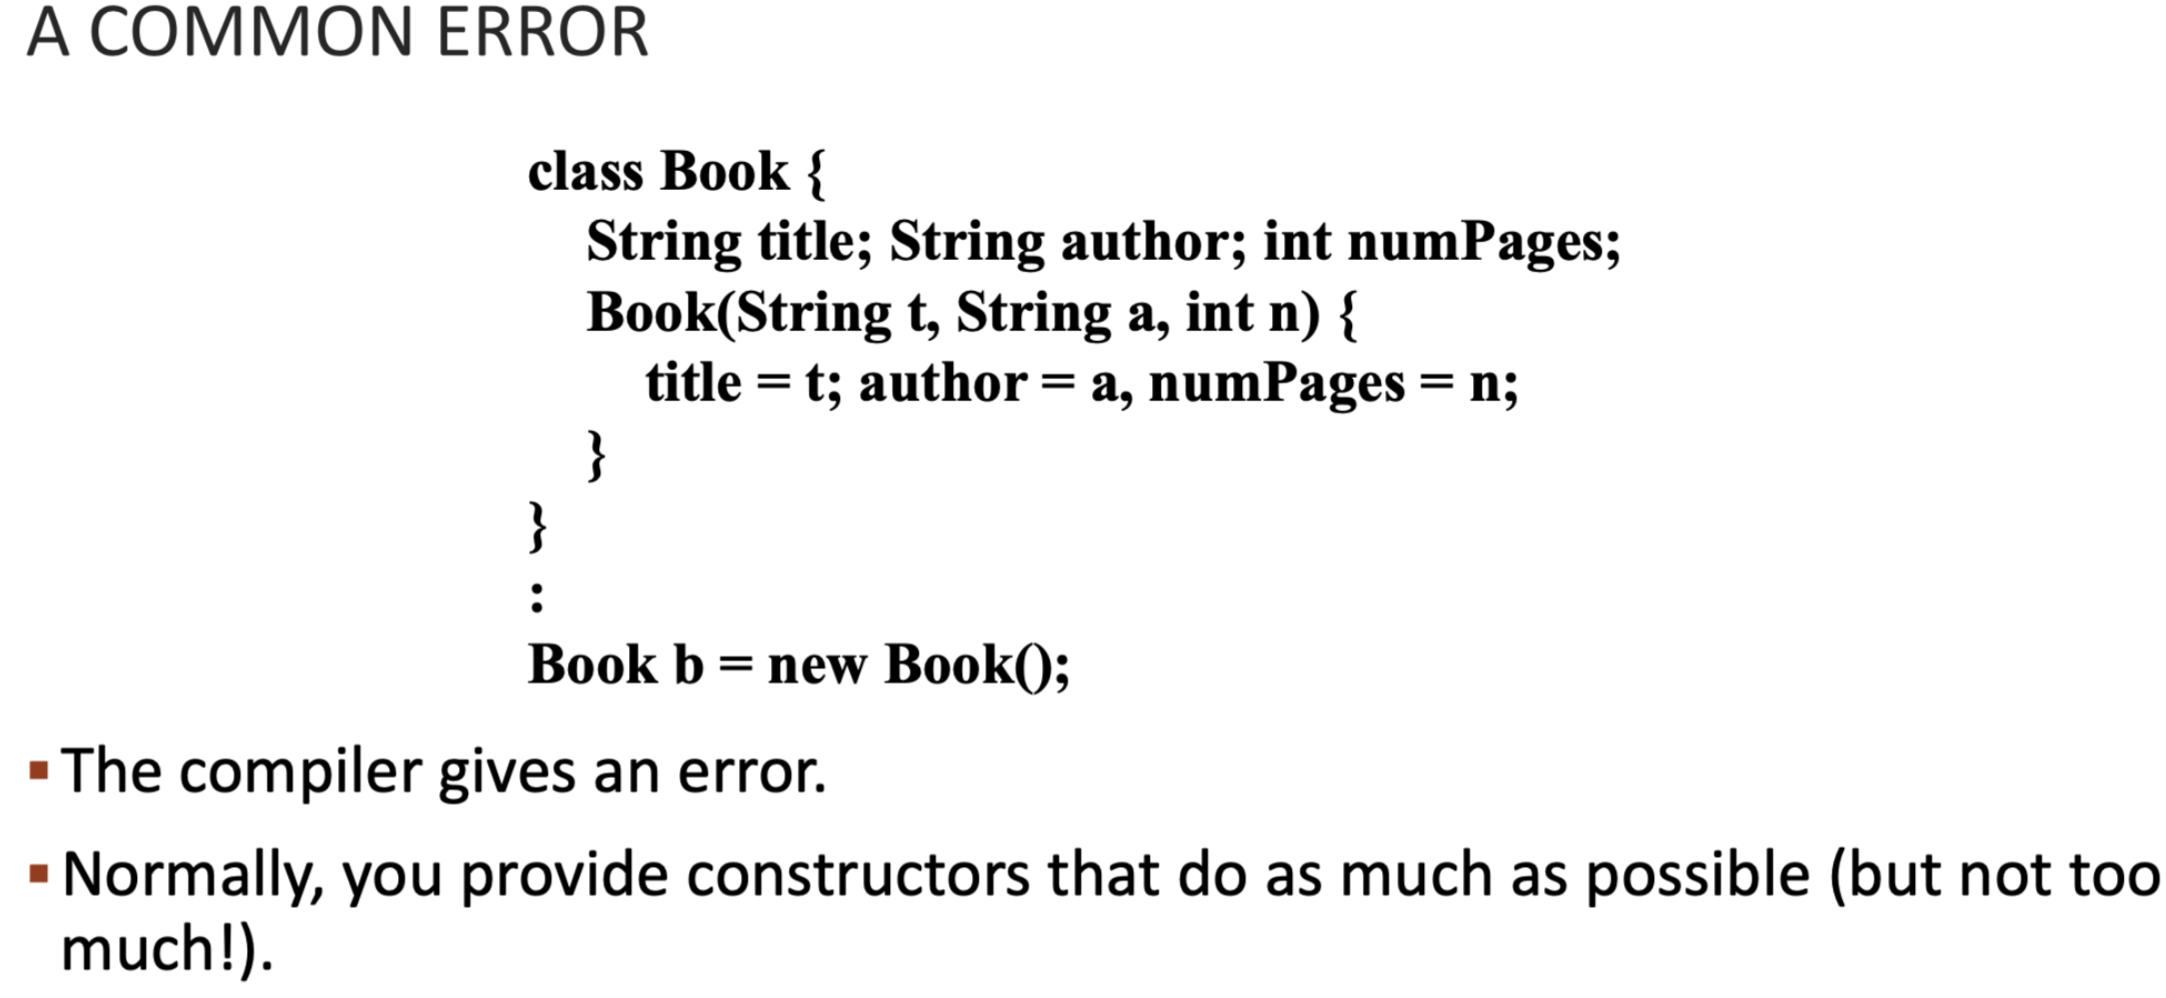 A COMMON ERROR
class Book {
String title; String author; int numPages;
Book(String t, String a, int n) {
title = t; author = a, numPages = n;
}
}
:
Book b = new Book();
▪ The compiler gives an error.
▪ Normally, you provide constructors that do as much as possible (but not too
much!).